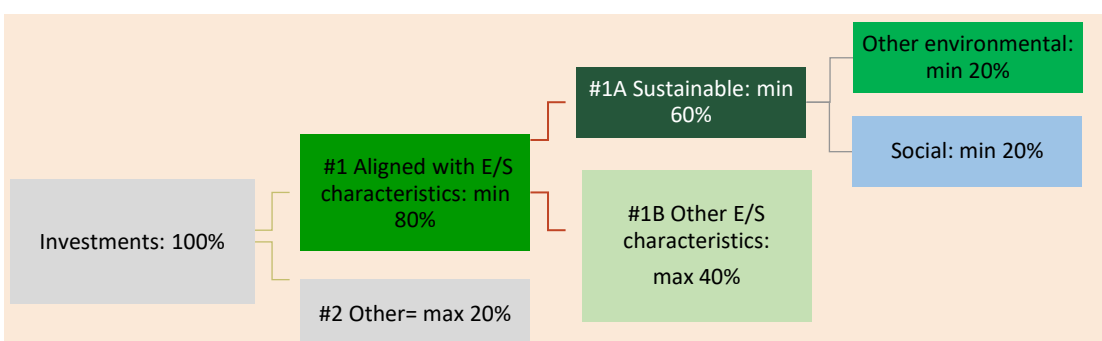 Investments: 100%
#1 Aligned with E/S
characteristics: min
80%
#2 Other= max 20%
#1A Sustainable: min
60%
#1B Other E/S
characteristics:
max 40%
Other environmental:
min 20%
Social: min 20%